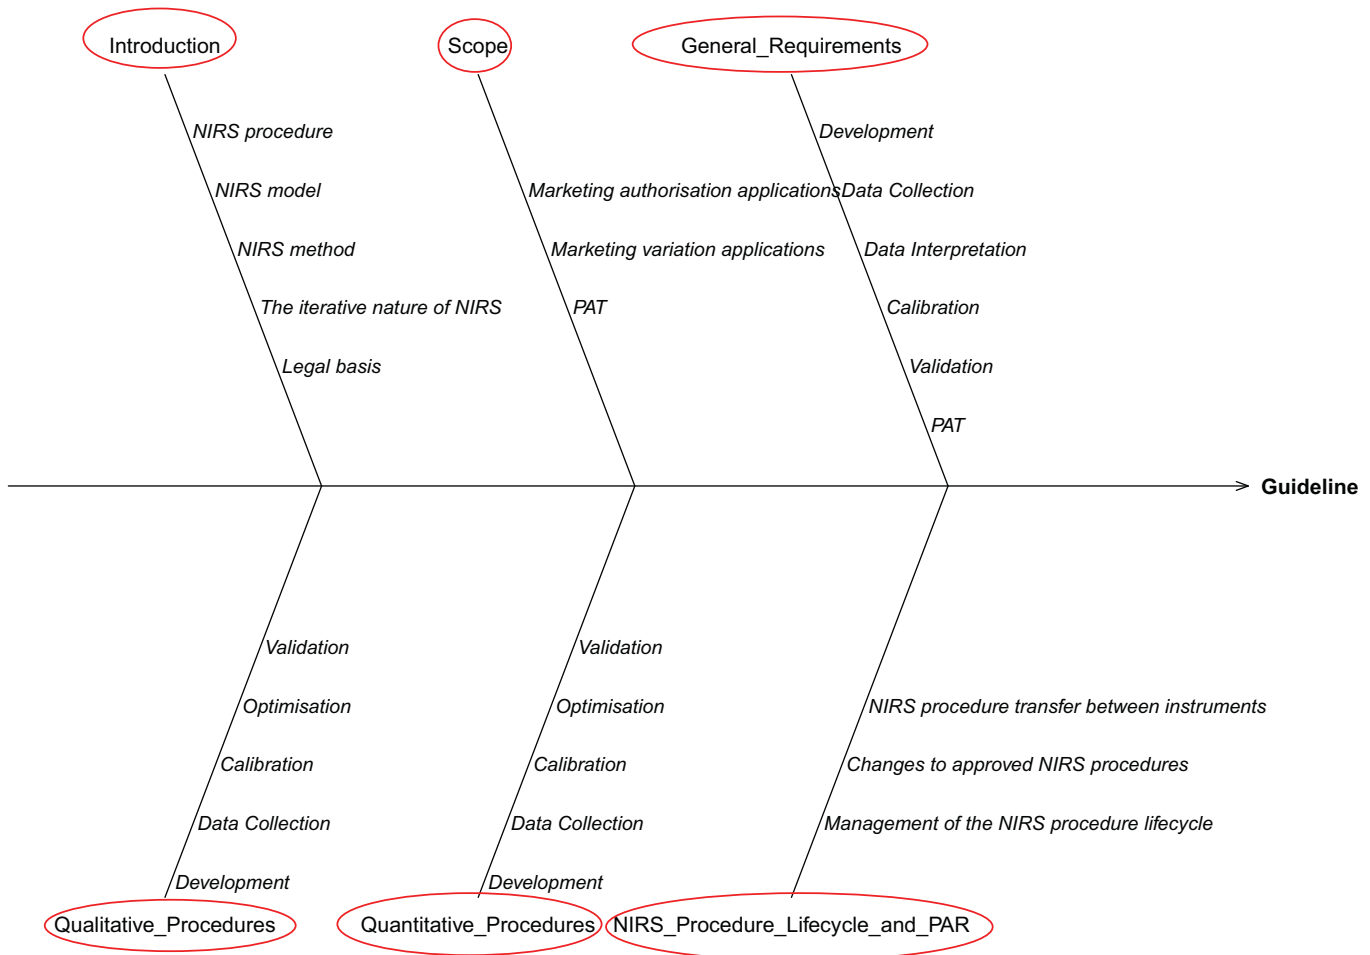 Introduction
NIRS procedure
NIRS model
NIRS method
The iterative nature of NIRS
Legal basis
Scope
Marketing authorisation applications
Marketing variation applications
PAT
General_Requirements
Development
Data Collection
Data Interpretation
Calibration
Validation
PAT
Guideline
Validation
Optimisation
Calibration
Data Collection
Development
Qualitative_Procedures
Validation
Optimisation
Calibration
Data Collection
Development
Quantitative_Procedures
NIRS procedure transfer between instruments
Changes to approved NIRS procedures
Management of the NIRS procedure lifecycle
NIRS_Procedure_Lifecycle_and_PAR